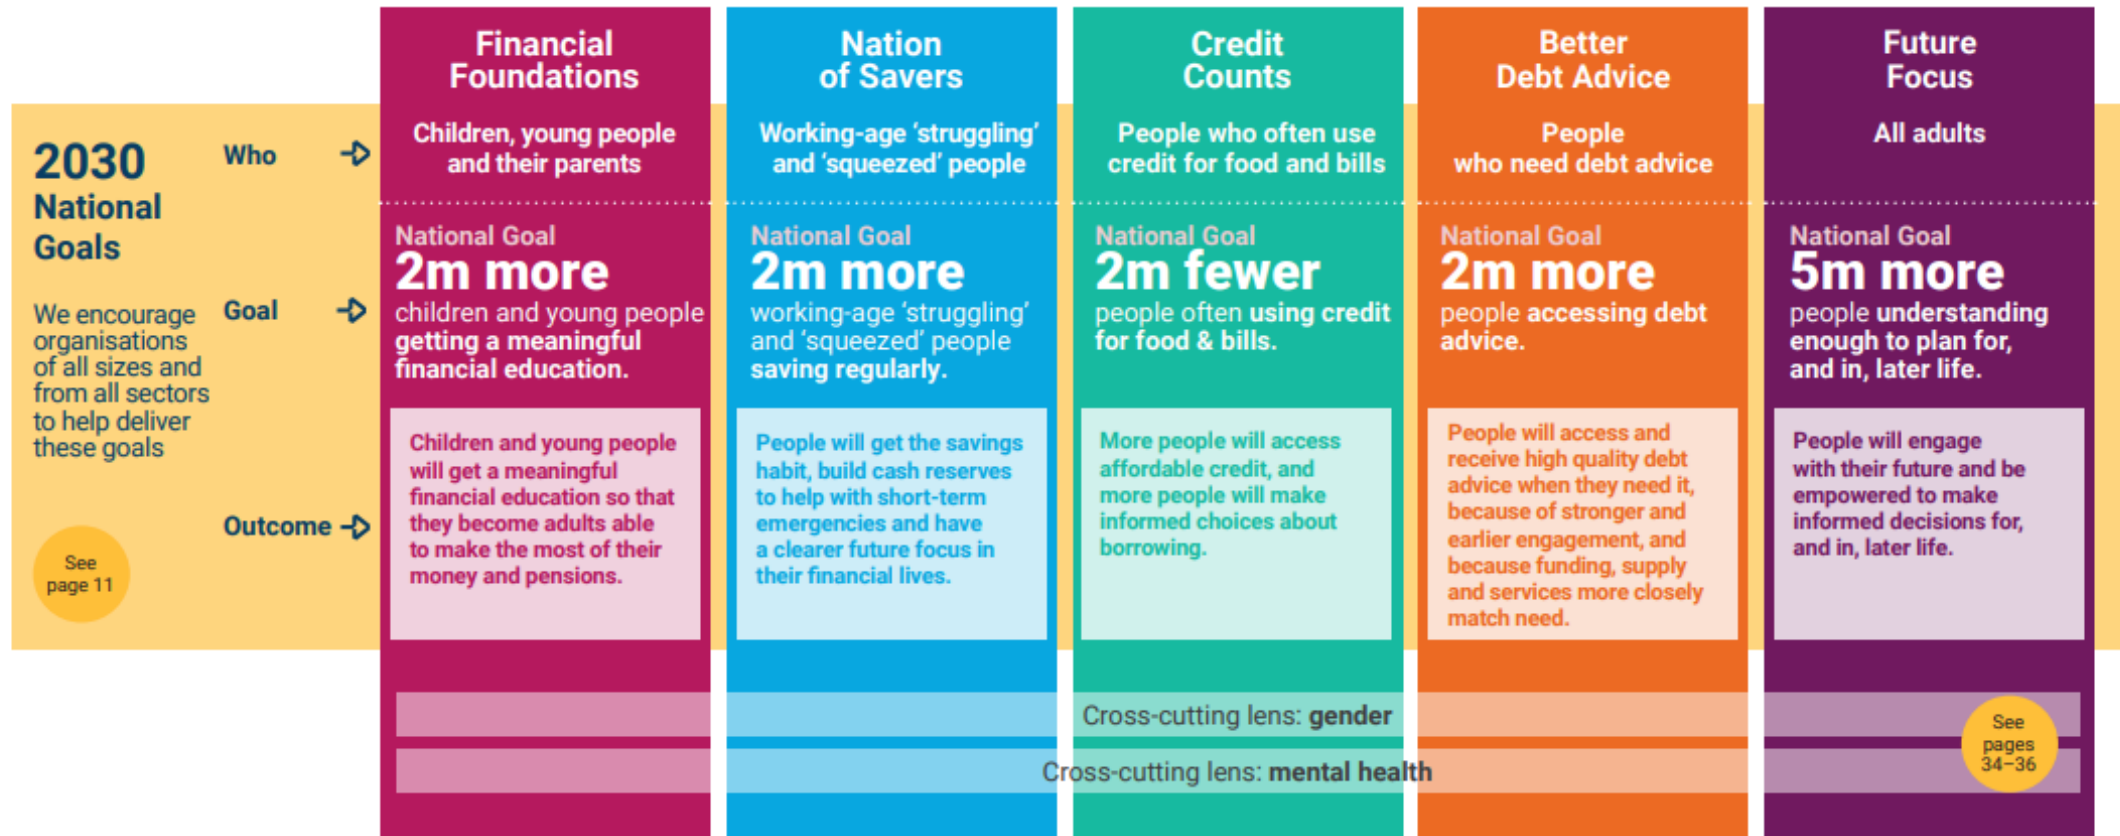 2030
National
Goals
We encourage
organisations
of all sizes and
from all sectors
to help deliver
these goals
See
page 11
Who
Goal
Outcome
Financial
Foundations
Children, young people
and their parents
National Goal
2m more
children and young people
getting a meaningful
financial education.
Children and young people
will get a meaningful
financial education so that
they become adults able
to make the most of their
money and pensions.
Nation
of Savers
Working-age ‘struggling’
and ‘squeezed’ people
National Goal
2m more
working-age ‘struggling’
and ‘squeezed’ people
saving regularly.
People will get the savings
habit, build cash reserves
to help with short-term
emergencies and have
a clearer future focus in
their financial lives.
Credit
Counts
People who often use
credit for food and bills
National Goal
2m fewer
people often using credit
for food & bills.
More people will access
affordable credit, and
more people will make
informed choices about
borrowing.
Better
Debt Advice
People
who need debt advice
National Goal
2m more
people accessing debt
advice.
People will access and
receive high quality debt
advice when they need it,
because of stronger and
earlier engagement, and
because funding, supply
and services more closely
match need.
Future
Focus
All adults
National Goal
5m more
people understanding
enough to plan for,
and in, later life.
People will engage
with their future and be
empowered to make
informed decisions for,
and in, later life.
Cross-cutting lens: gender
Cross-cutting lens: mental health
See
pages
34–36